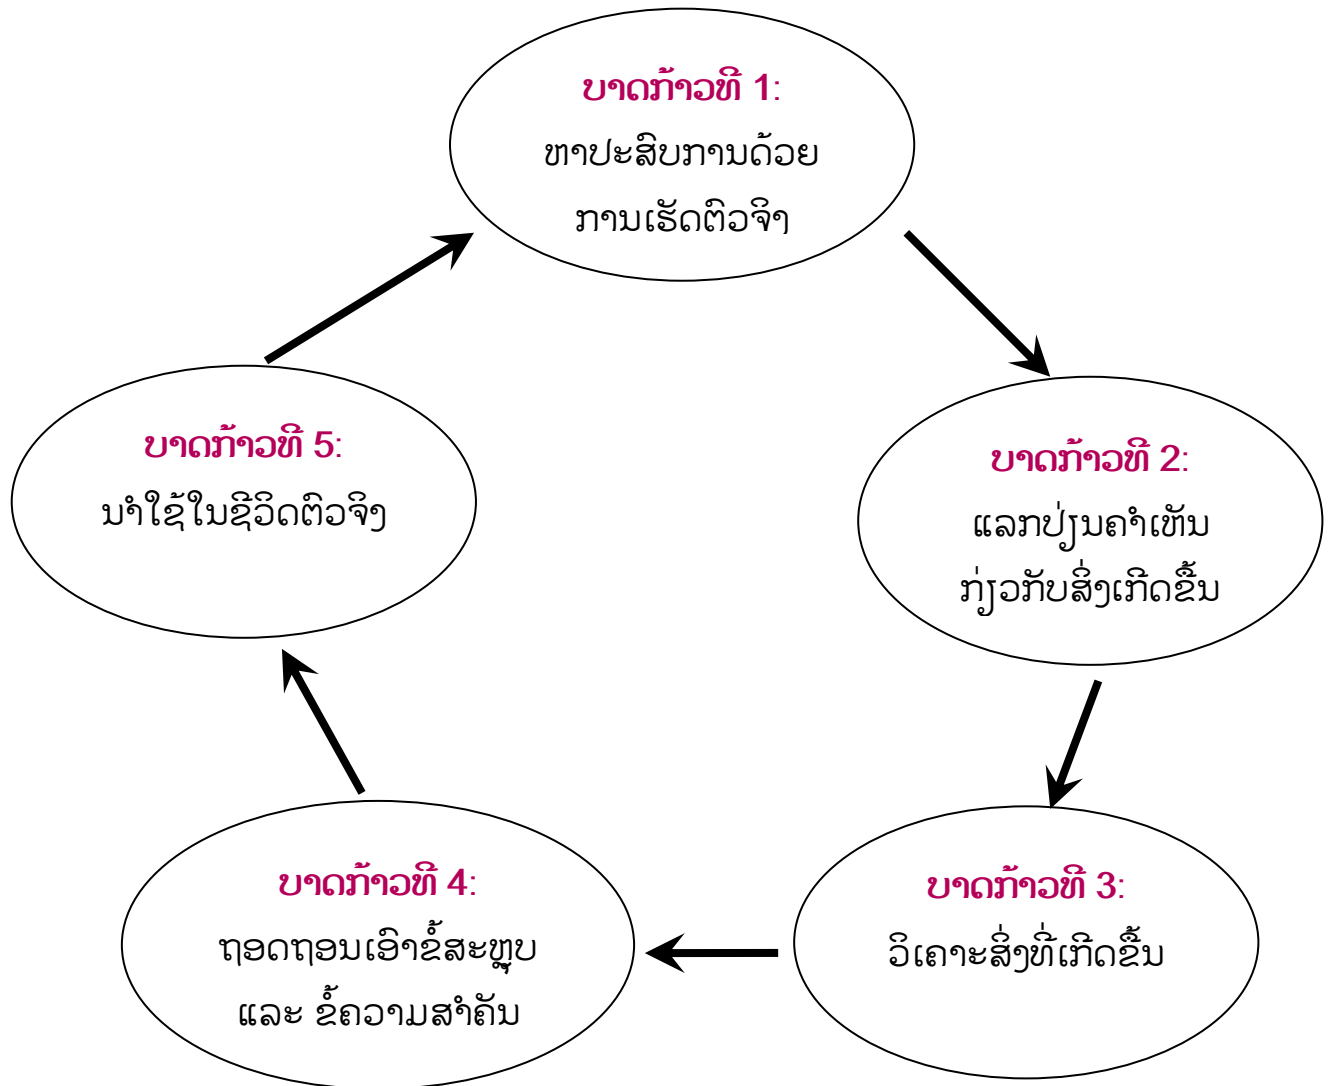 ບາດກ້າວທີ 1:
ຫາປະສົບການດ້ວຍ
ການເຮັດຕົວຈິງ
ບາດກ້າວທີ 2:
ແລກປ່ຽນຄຳເຫັນ
ກ່ຽວກັບສິ່ງເກີດຂຶ້ນ
ບາດກ້າວທີ 3:
ວິເຄາະສິ່ງທີ່ເກີດຂຶ້ນ
ບາດກ້າວທີ 4:
ຖອດຖອນເອົາຂໍ້ສະຫຼຸບ
ແລະ ຂໍ້ຄວາມສຳຄັນ
ບາດກ້າວທີ 5:
ນຳໃຊ້ໃນຊີວິດຕົວຈິງ